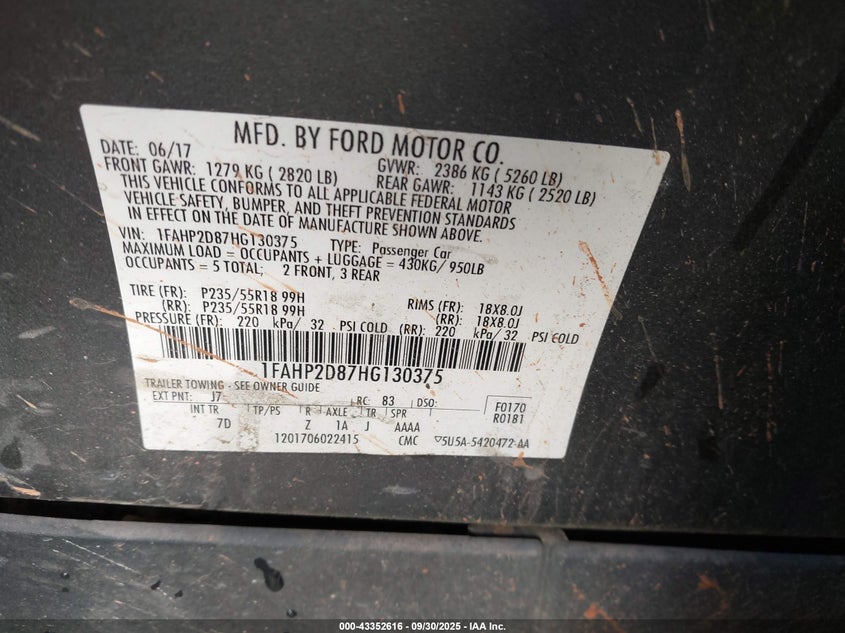 MFD. BY FORD MOTOR CO.
DATE: 06/17 GVWR: 2386 KG ( 5260 LB)
FRONT GAWR: 1279 KG ( 2820 LB) REAR GAWR: 1143 KG ( 2520 LB)
THIS VEHICLE CONFORMS TO ALL APPLICABLE FEDERAL MOTOR
VEHICLE SAFETY, BUMPER, AND THEFT PREVENTION STANDARDS
IN EFFECT ON THE DATE OF MANUFACTURE SHOWN ABOVE.
VIN: 1FAHP2D87HG130375 TYPE: Passenger Car
MAXIMUM LOAD = OCCUPANTS + LUGGAGE = 430KG/ 950LB
OCCUPANTS = 5 TOTAL; 2 FRONT, 3 REAR
TIRE (FR): P235/55R18 99H RIMS (FR): 18X8.0J
(RR): P235/55R18 99H (RR): 18X8.0J
PRESSURE (FR): 220 kPa/ 32 PSI COLD (RR): 220 kPa/ 32 PSI COLD
1FAHP2D87HG130375
TRAILER TOWING - SEE OWNER GUIDE
EXT PNT: J7 RC: 83 DSO: F0170
INT TR TP/PS R AXLE TR SPR R0181
7D Z 1A J AAAA
1201706022415 CMC ▽5U5A-5420472-AA
000-43352616 - 09/30/2025 - IAA Inc.